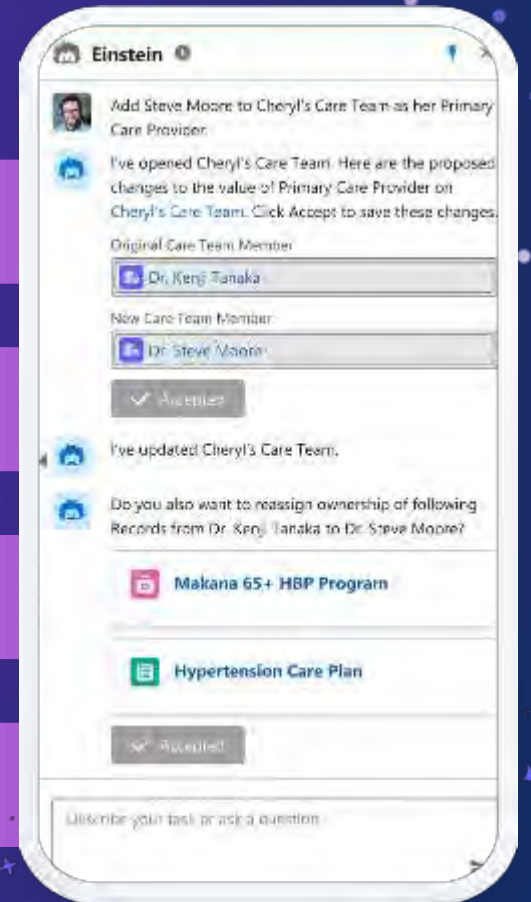 Einstein
Add Steve Moore to Cheryl's Care Team as her Primary
Care Provider.
I've opened Cheryl's Care Team. Here are the proposed
changes to the value of Primary Care Provider on
Cheryl's Care Team. Click Accept to save these changes.
Original Care Team Member
Dr. Kenji Tanaka
New Care Team Member
Dr. Steve Moore
Accepted
I've updated Cheryl's Care Team.
Do you also want to reassign ownership of following
Records from Dr. Kenji Tanaka to Dr. Steve Moore?
Makana 65+ HBP Program
Hypertension Care Plan
Accepted
Describe your task or ask a question